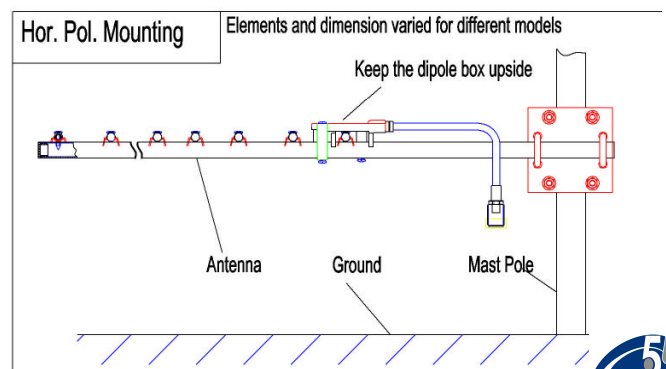 Hor. Pol. Mounting
Elements and dimension varied for different models
Keep the dipole box upside
Antenna
Ground
Mast Pole